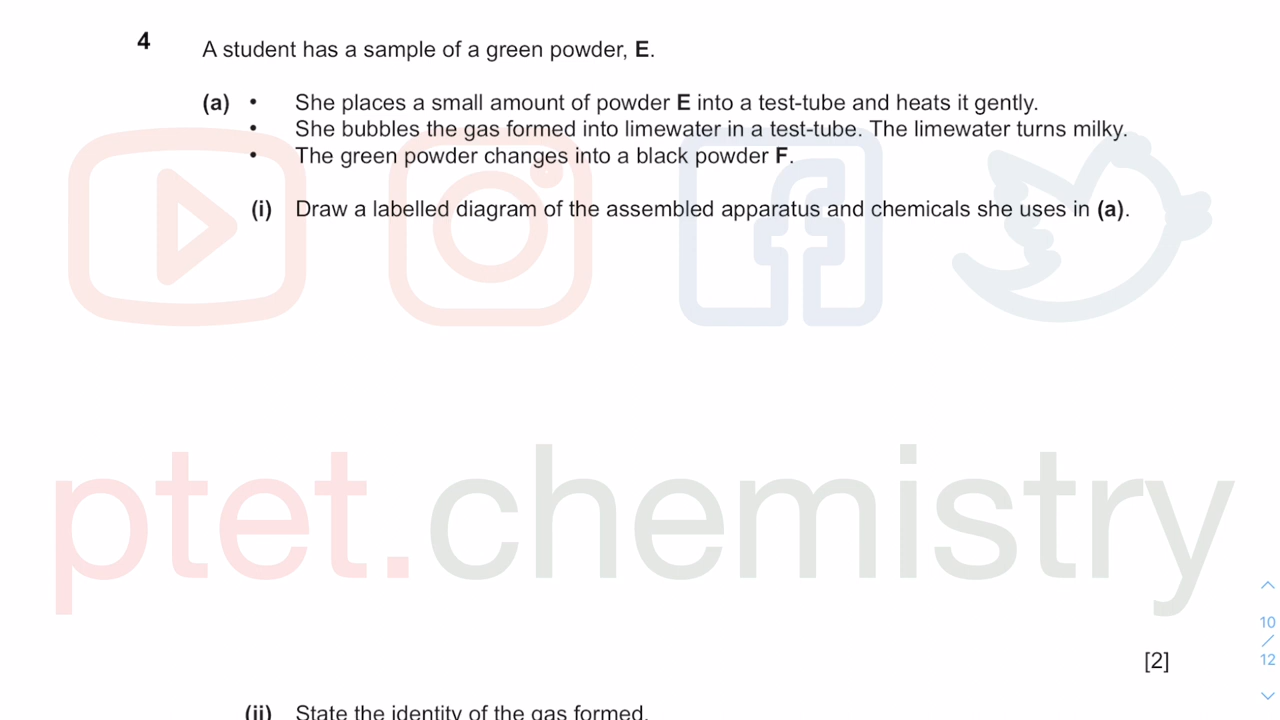 4 A student has a sample of a green powder, E.
(a) • She places a small amount of powder E into a test-tube and heats it gently.
• She bubbles the gas formed into limewater in a test-tube. The limewater turns milky.
• The green powder changes into a black powder F.
(i) Draw a labelled diagram of the assembled apparatus and chemicals she uses in (a).
ptet.chemistry
10
/
12
[2]
(ii) State the identity of the gas formed.